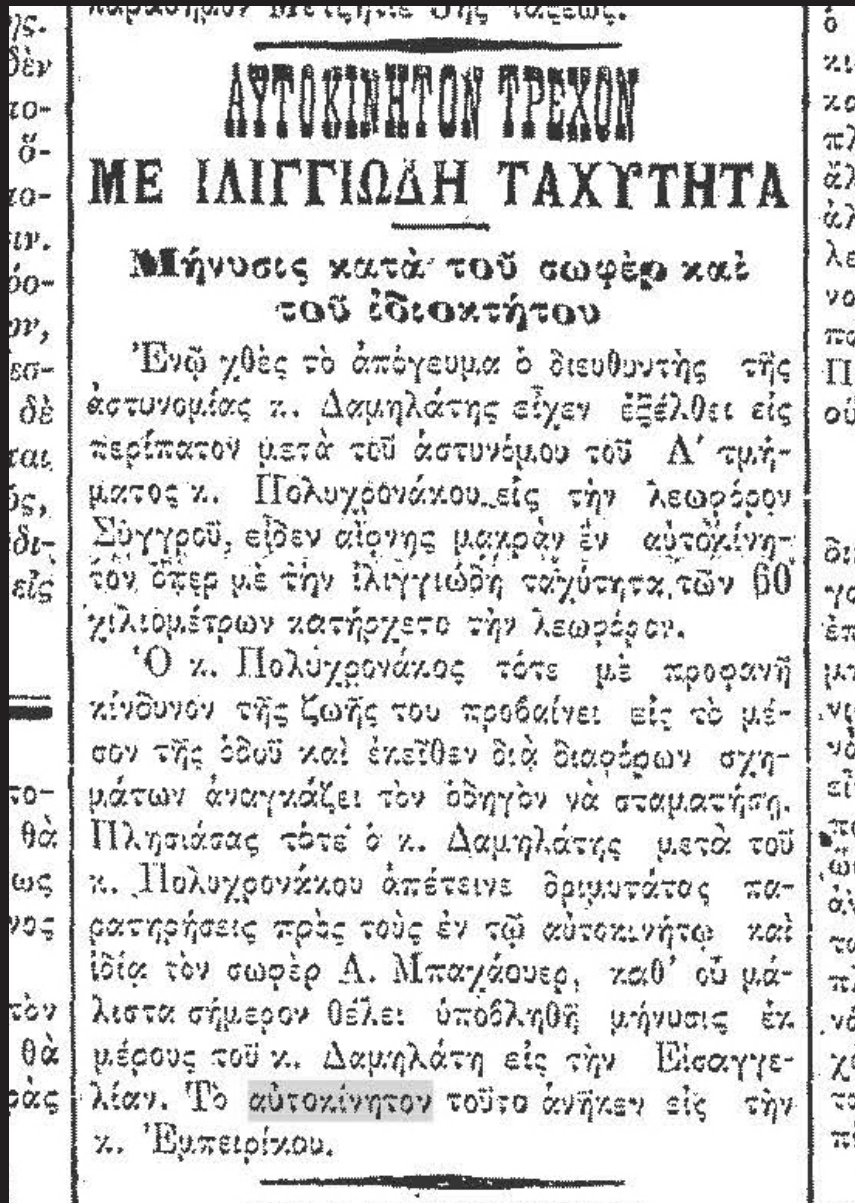 παράσημον Μετζητιὲ 3ης τάξεως.
ΑΥΤΟΚΙΝΗΤΟΝ ΤΡΕΧΟΝ
ΜΕ ΙΛΙΓΓΙΩΔΗ ΤΑΧΥΤΗΤΑ
Μήνυσις κατὰ τοῦ σωφὲρ καὶ
τοῦ ἰδιοκτήτου
Ἐνῷ χθὲς τὸ ἀπόγευμα ὁ διευθυντὴς τῆς
ἀστυνομίας κ. Δαμηλάτης εἶχεν ἐξέλθει εἰς
περίπατον μετὰ τοῦ ἀστυνόμου τοῦ Α′ τμή-
ματος κ. Πολυχρονάκου εἰς τὴν λεωφόρον
Συγγροῦ, εἶδεν αἴφνης μακρὰν ἓν αὐτοκίνη-
τον ὅπερ μὲ τὴν ἰλιγγιώδη ταχύτητα τῶν 60
χιλιομέτρων κατήρχετο τὴν λεωφόρον.
Ὁ κ. Πολυχρονάκος τότε μὲ προφανῆ
κίνδυνον τῆς ζωῆς του προβαίνει εἰς τὸ μέ-
σον τῆς ὁδοῦ καὶ ἐκεῖθεν διὰ διαφόρων σχη-
μάτων ἀναγκάζει τὸν ὁδηγὸν νὰ σταματήσῃ.
Πλησιάσας τότε ὁ κ. Δαμηλάτης μετὰ τοῦ
κ. Πολυχρονάκου ἀπέτεινε δριμυτάτας πα-
ρατηρήσεις πρὸς τοὺς ἐν τῷ αὐτοκινήτῳ καὶ
ἰδίᾳ τὸν σωφὲρ Α. Μπαχάουερ, καθ' οὗ μά-
λιστα σήμερον θέλει ὑποβληθῆ μήνυσις ἐκ
μέρους τοῦ κ. Δαμηλάτη εἰς τὴν Εἰσαγγε-
λίαν. Τὸ αὐτοκίνητον τοῦτο ἀνῆκεν εἰς τὴν
κ. Ἐμπειρίκου.